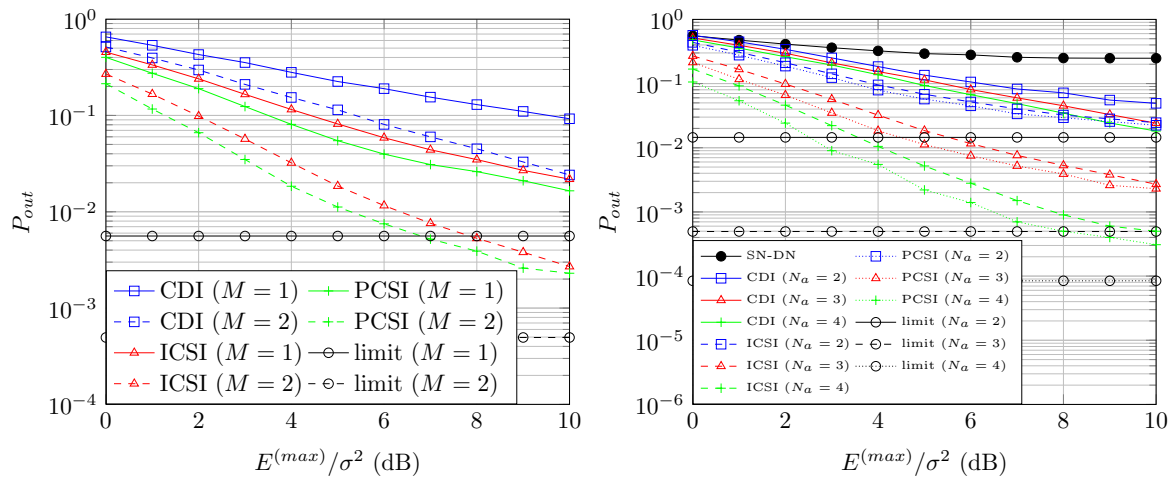 10^0
10^{-1}
10^{-2}
10^{-3}
10^{-4}
P_{out}
0 2 4 6 8 10
E^{(max)}/σ^2 (dB)
CDI (M = 1) PCSI (M = 1)
CDI (M = 2) PCSI (M = 2)
ICSI (M = 1) limit (M = 1)
ICSI (M = 2) limit (M = 2)
10^0
10^{-1}
10^{-2}
10^{-3}
10^{-4}
10^{-5}
10^{-6}
P_{out}
0 2 4 6 8 10
E^{(max)}/σ^2 (dB)
SN-DN PCSI (N_a = 2)
CDI (N_a = 2) PCSI (N_a = 3)
CDI (N_a = 3) PCSI (N_a = 4)
CDI (N_a = 4) limit (N_a = 2)
ICSI (N_a = 2) limit (N_a = 3)
ICSI (N_a = 3) limit (N_a = 4)
ICSI (N_a = 4)